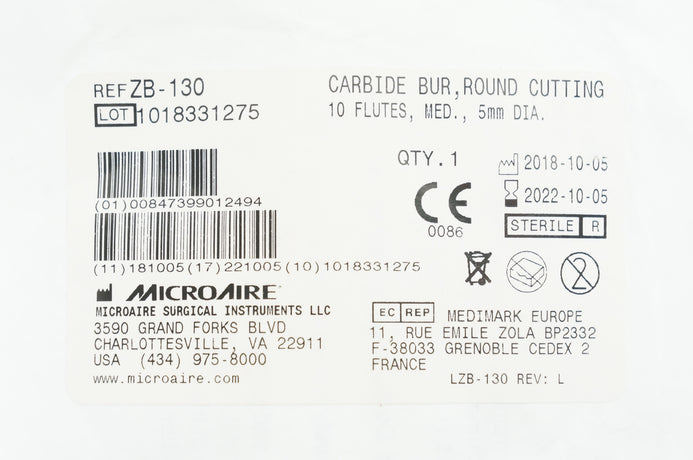 REF ZB-130
LOT 1018331275
CARBIDE BUR, ROUND CUTTING
10 FLUTES, MED., 5mm DIA.
QTY. 1
2018-10-05
2022-10-05
CE
0086
STERILE R
(01)00847399012494
(11)181005(17)221005(10)1018331275
2
MICROAIRE
MICROAIRE SURGICAL INSTRUMENTS LLC
3590 GRAND FORKS BLVD
CHARLOTTESVILLE, VA 22911
USA (434) 975-8000
www.microaire.com
EC REP MEDIMARK EUROPE
11, RUE EMILE ZOLA BP2332
F-38033 GRENOBLE CEDEX 2
FRANCE
LZB-130 REV: L